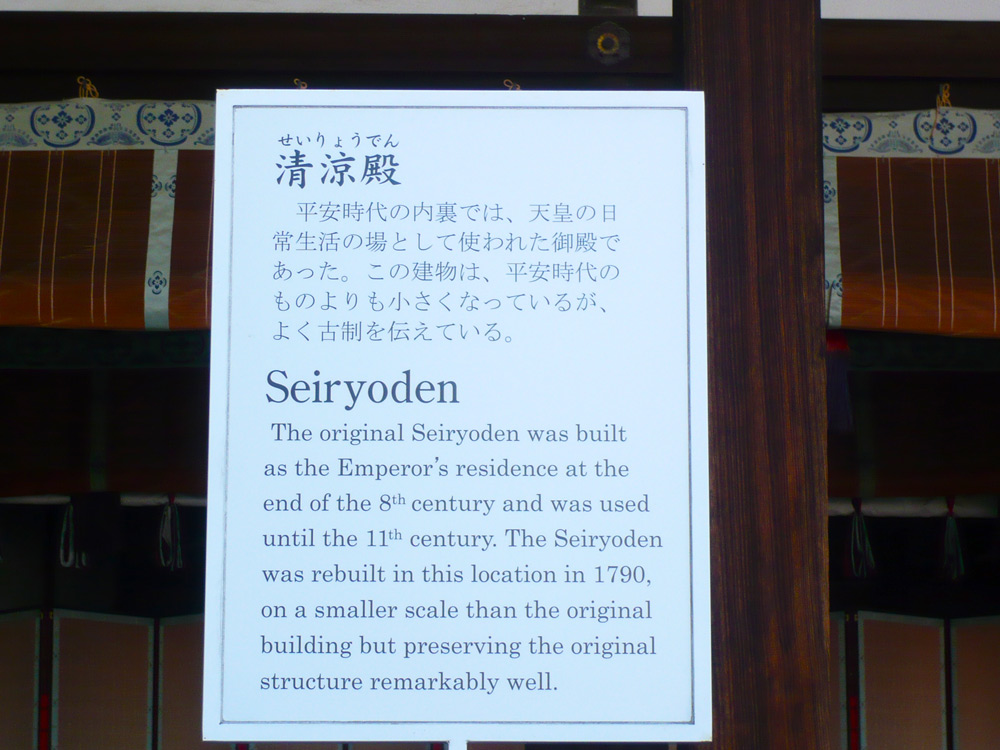 せいりょうでん
清涼殿
平安時代の内裏では、天皇の日
常生活の場として使われた御殿で
あった。この建物は、平安時代の
ものよりも小さくなっているが、
よく古制を伝えている。
Seiryoden
The original Seiryoden was built
as the Emperor's residence at the
end of the 8th century and was used
until the 11th century. The Seiryoden
was rebuilt in this location in 1790,
on a smaller scale than the original
building but preserving the original
structure remarkably well.